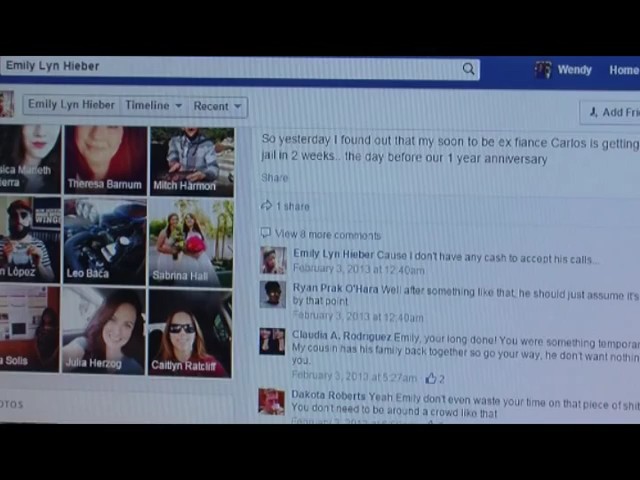 Emily Lyn Hieber
Wendy
Home
Emily Lyn Hieber
Timeline
Recent
Add Frie
So yesterday I found out that my soon to be ex fiance Carlos is getting
jail in 2 weeks.. the day before our 1 year anniversary
Share
1 share
View 8 more comments
Emily Lyn Hieber Cause I don't have any cash to accept his calls...
February 3, 2013 at 12:40am
Ryan Prak O'Hara Well after something like that, he should just assume it's
by that point
February 3, 2013 at 12:40am
Claudia A. Rodriguez Emily, your long done! You were something temporar
My cousin has his family back together so go your way, he don't want nothin
you.
February 3, 2013 at 5:27am 2
Dakota Roberts Yeah Emily don't even waste your time on that piece of shit
You don't need to be around a crowd like that
Theresa Barnum
Mitch Harmon
n López
Leo Baca
Sabrina Hall
a Solis
Julia Herzog
Caitlyn Ratcliff
OTOS